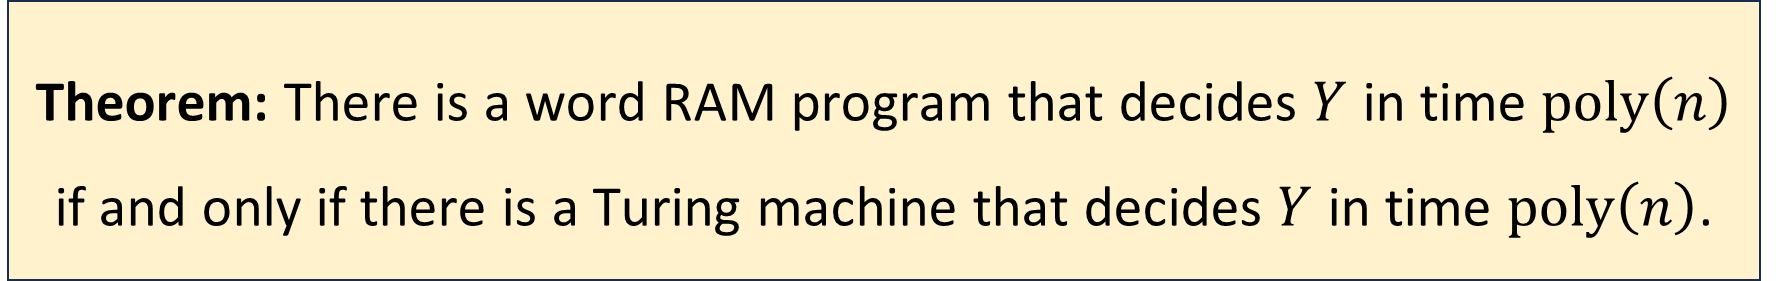 Theorem: There is a word RAM program that decides Y in time poly(n)
if and only if there is a Turing machine that decides Y in time poly(n).